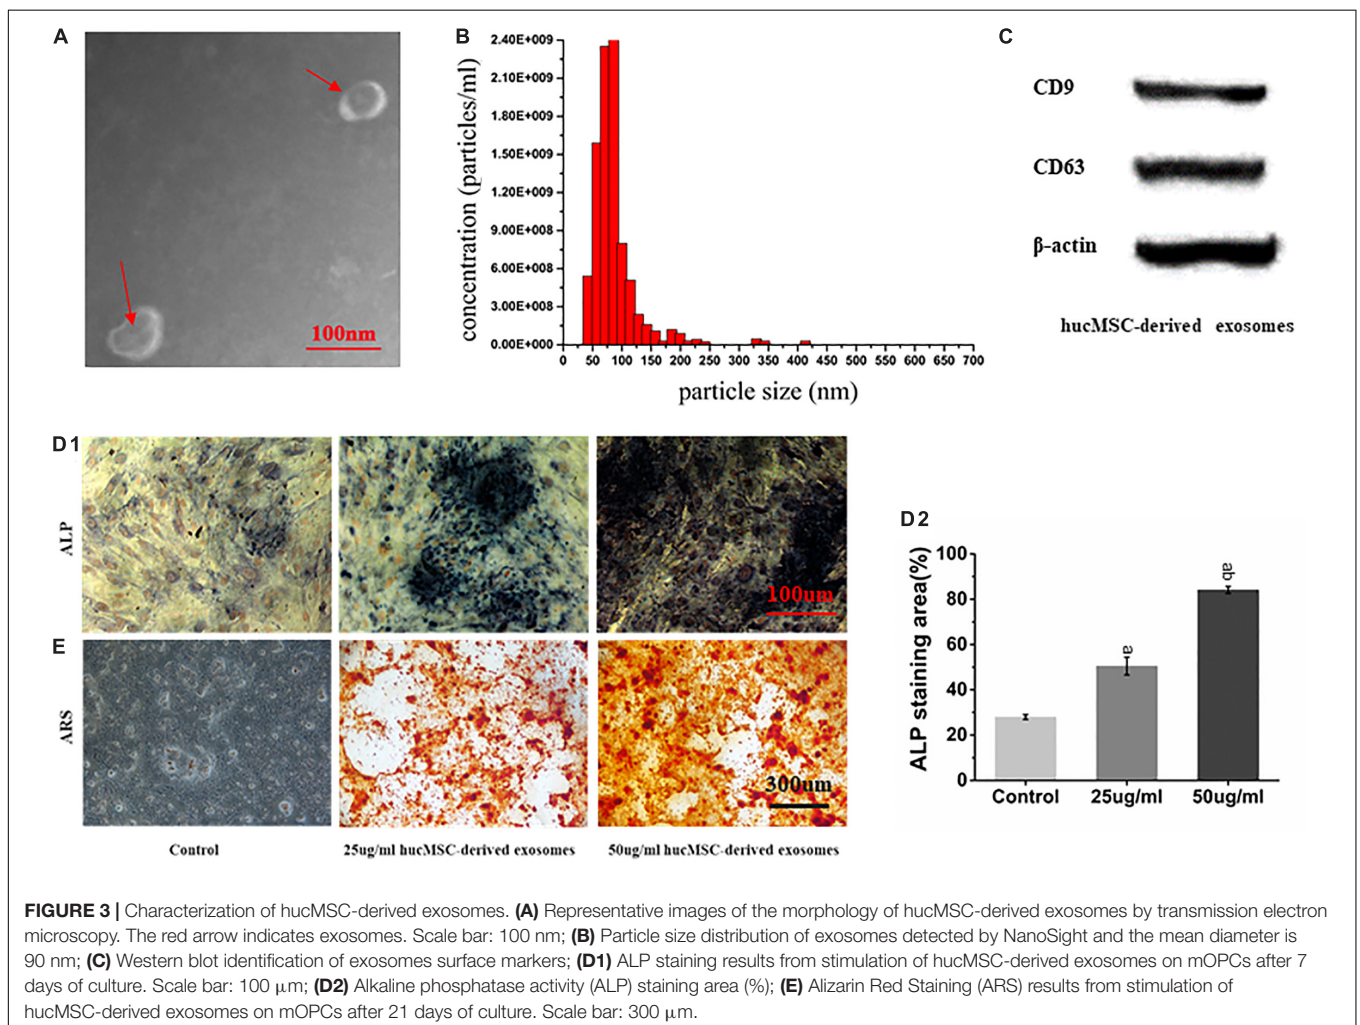 A
100nm
B
concentration (particles/ml)
2.40E+009
2.10E+009
1.80E+009
1.50E+009
1.20E+009
9.00E+008
6.00E+008
3.00E+008
0.00E+000
0 50 100 150 200 250 300 350 400 450 500 550 600 650 700
particle size (nm)
C
CD9
CD63
β-actin
hucMSC-derived exosomes
D1
ALP
100um
E
ARS
300um
Control
25ug/ml hucMSC-derived exosomes
50ug/ml hucMSC-derived exosomes
D2
ALP staining area(%)
100
80
60
40
20
0
a
ab
Control 25ug/ml 50ug/ml
FIGURE 3 | Characterization of hucMSC-derived exosomes. (A) Representative images of the morphology of hucMSC-derived exosomes by transmission electron
microscopy. The red arrow indicates exosomes. Scale bar: 100 nm; (B) Particle size distribution of exosomes detected by NanoSight and the mean diameter is
90 nm; (C) Western blot identification of exosomes surface markers; (D1) ALP staining results from stimulation of hucMSC-derived exosomes on mOPCs after 7
days of culture. Scale bar: 100 μm; (D2) Alkaline phosphatase activity (ALP) staining area (%); (E) Alizarin Red Staining (ARS) results from stimulation of
hucMSC-derived exosomes on mOPCs after 21 days of culture. Scale bar: 300 μm.